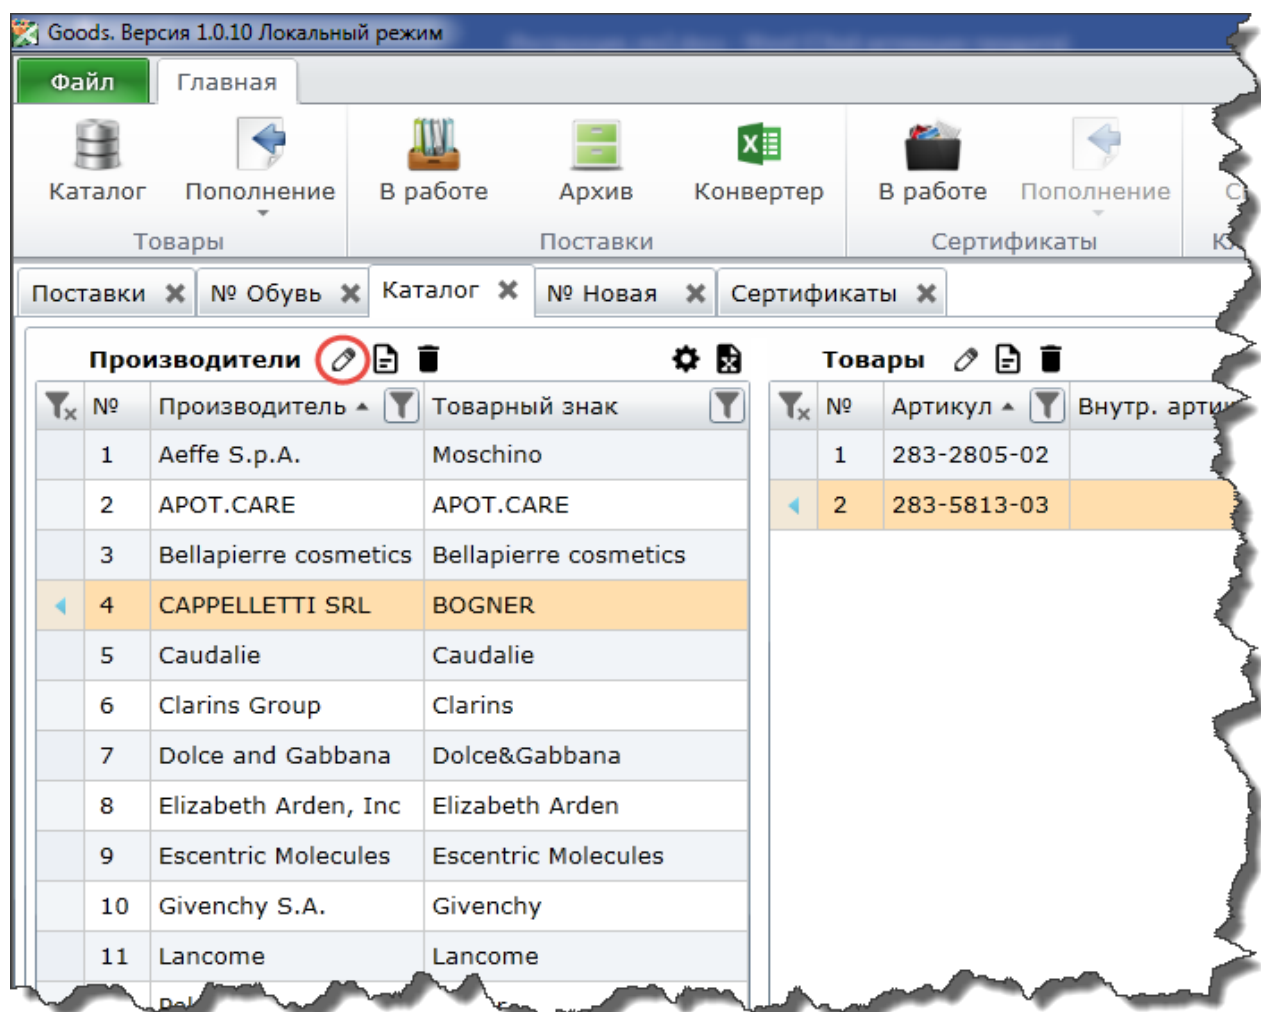 Goods. Версия 1.0.10 Локальный режим
Файл Главная
Каталог Пополнение В работе Архив Конвертер В работе Пополнение
Товары Поставки Сертификаты
Поставки № Обувь Каталог № Новая Сертификаты
Производители Товары
№ Производитель Товарный знак № Артикул Внутр.
1 Aeffe S.p.A. Moschino 1 283-2805-02
2 APOT.CARE APOT.CARE 2 283-5813-03
3 Bellapierre cosmetics Bellapierre cosmetics
4 CAPPELLETTI SRL BOGNER
5 Caudalie Caudalie
6 Clarins Group Clarins
7 Dolce and Gabbana Dolce&Gabbana
8 Elizabeth Arden, Inc Elizabeth Arden
9 Escentric Molecules Escentric Molecules
10 Givenchy S.A. Givenchy
11 Lancome Lancome